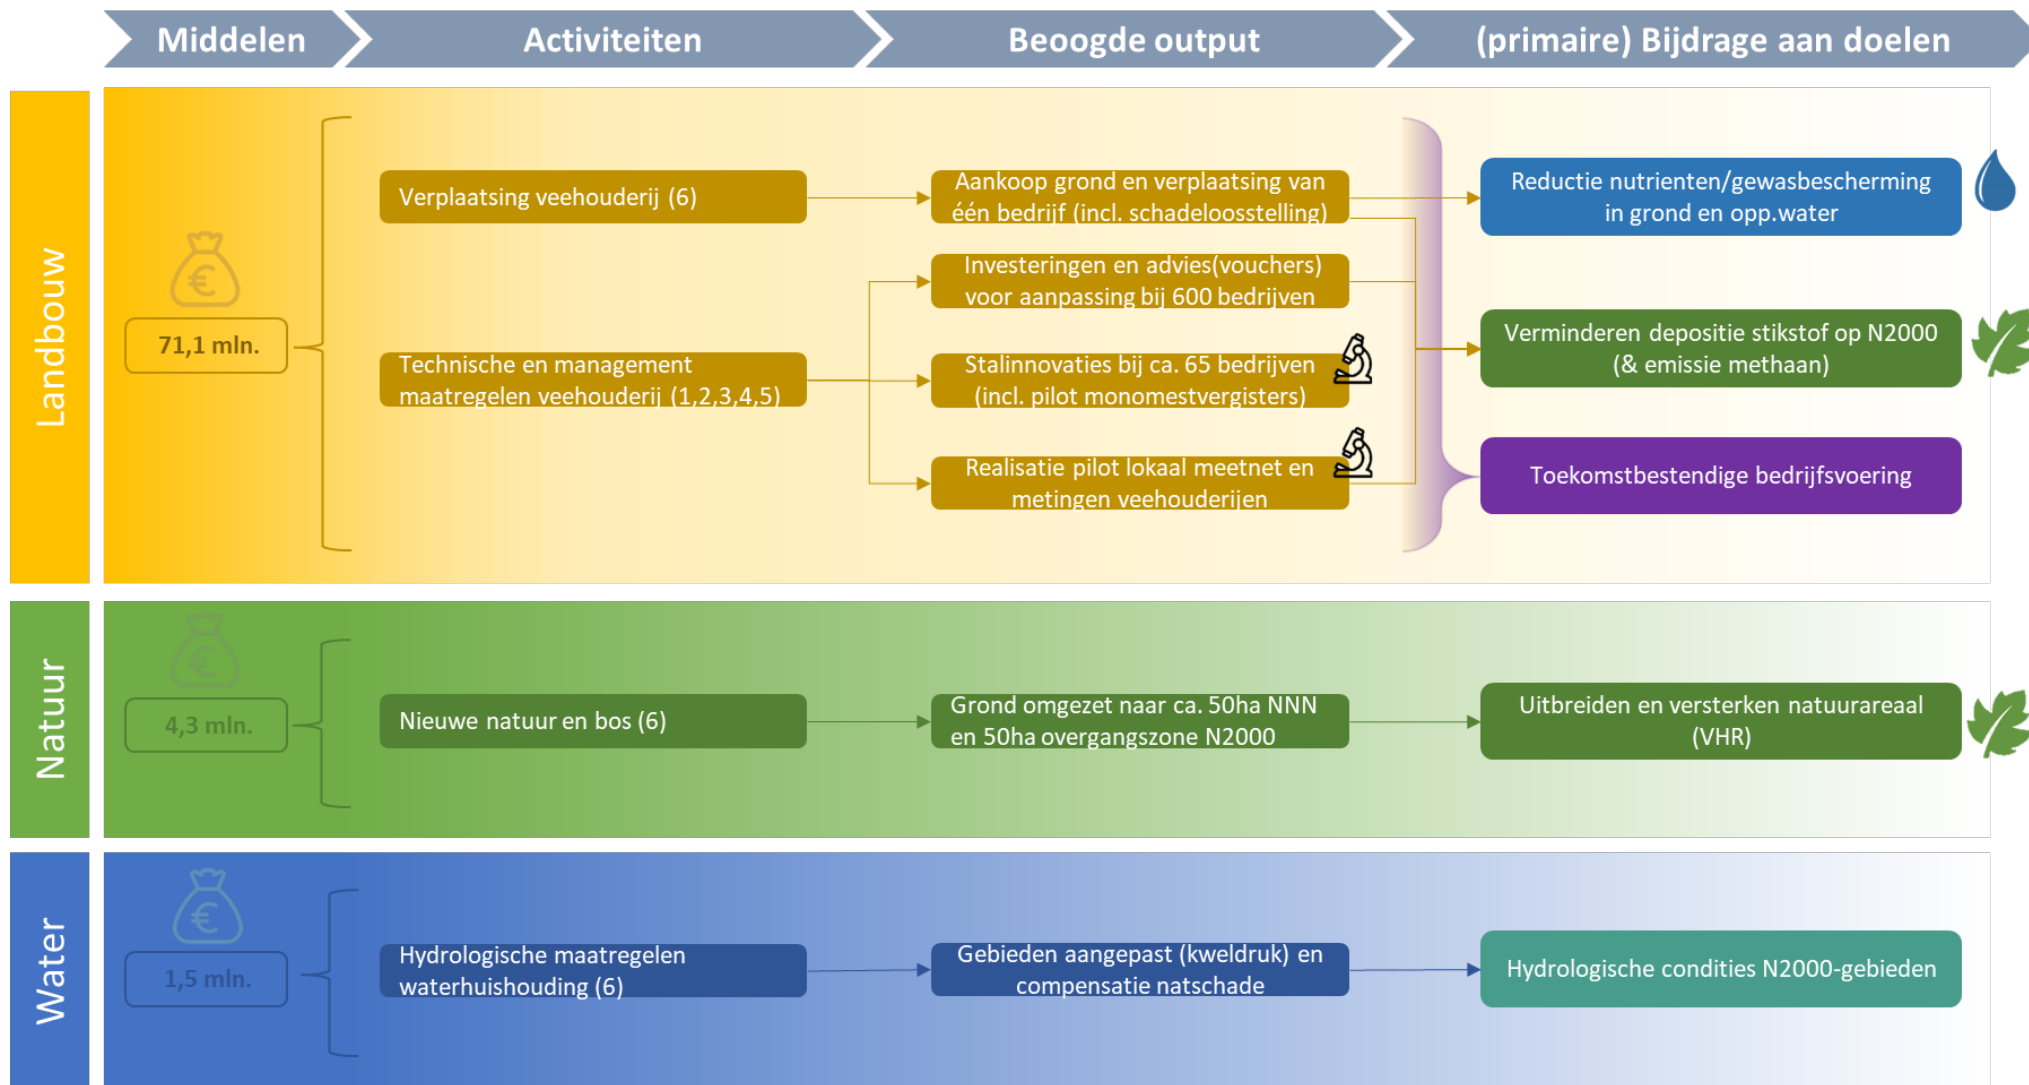 Middelen
Activiteiten
Beoogde output
(primaire) Bijdrage aan doelen
Landbouw
€
71,1 mln.
Verplaatsing veehouderij (6)
Technische en management
maatregelen veehouderij (1,2,3,4,5)
Aankoop grond en verplaatsing van
één bedrijf (incl. schadeloosstelling)
Investeringen en advies(vouchers)
voor aanpassing bij 600 bedrijven
Stalinnovaties bij ca. 65 bedrijven
(incl. pilot monomestvergisters)
Realisatie pilot lokaal meetnet en
metingen veehouderijen
Reductie nutrienten/gewasbescherming
in grond en opp.water
Verminderen depositie stikstof op N2000
(& emissie methaan)
Toekomstbestendige bedrijfsvoering
Natuur
€
4,3 mln.
Nieuwe natuur en bos (6)
Grond omgezet naar ca. 50ha NNN
en 50ha overgangszone N2000
Uitbreiden en versterken natuurareaal
(VHR)
Water
€
1,5 mln.
Hydrologische maatregelen
waterhuishouding (6)
Gebieden aangepast (kweldruk) en
compensatie natschade
Hydrologische condities N2000-gebieden